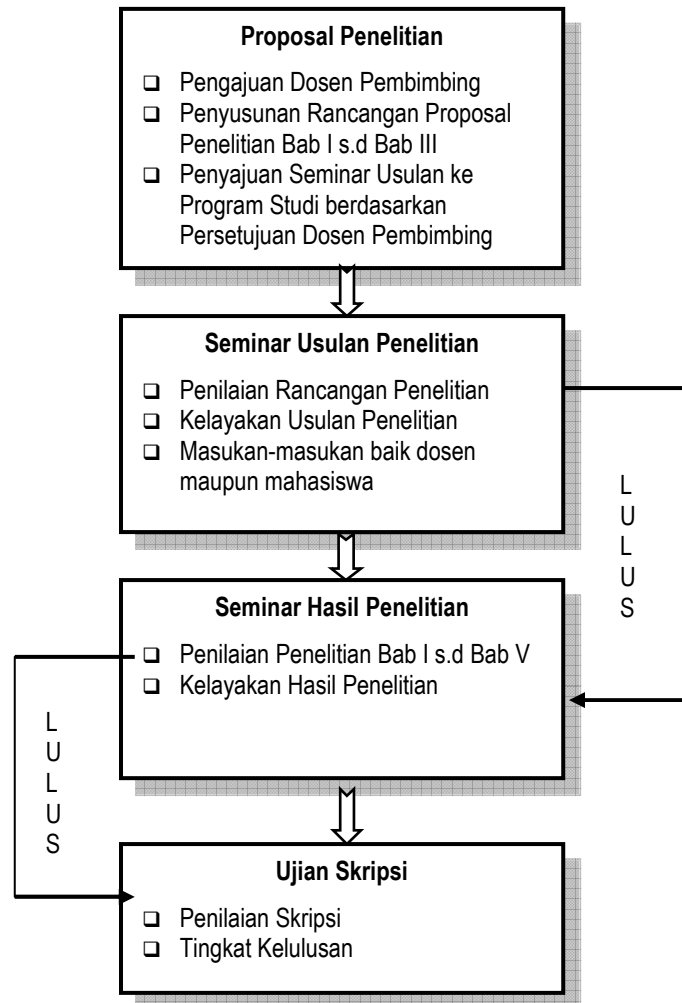 Proposal Penelitian
❑ Pengajuan Dosen Pembimbing
❑ Penyusunan Rancangan Proposal
Penelitian Bab I s.d Bab III
❑ Penyajuan Seminar Usulan ke
Program Studi berdasarkan
Persetujuan Dosen Pembimbing
Seminar Usulan Penelitian
❑ Penilaian Rancangan Penelitian
❑ Kelayakan Usulan Penelitian
❑ Masukan-masukan baik dosen
maupun mahasiswa
L
U
L
U
S
Seminar Hasil Penelitian
❑ Penilaian Penelitian Bab I s.d Bab V
❑ Kelayakan Hasil Penelitian
L
U
L
U
S
Ujian Skripsi
❑ Penilaian Skripsi
❑ Tingkat Kelulusan